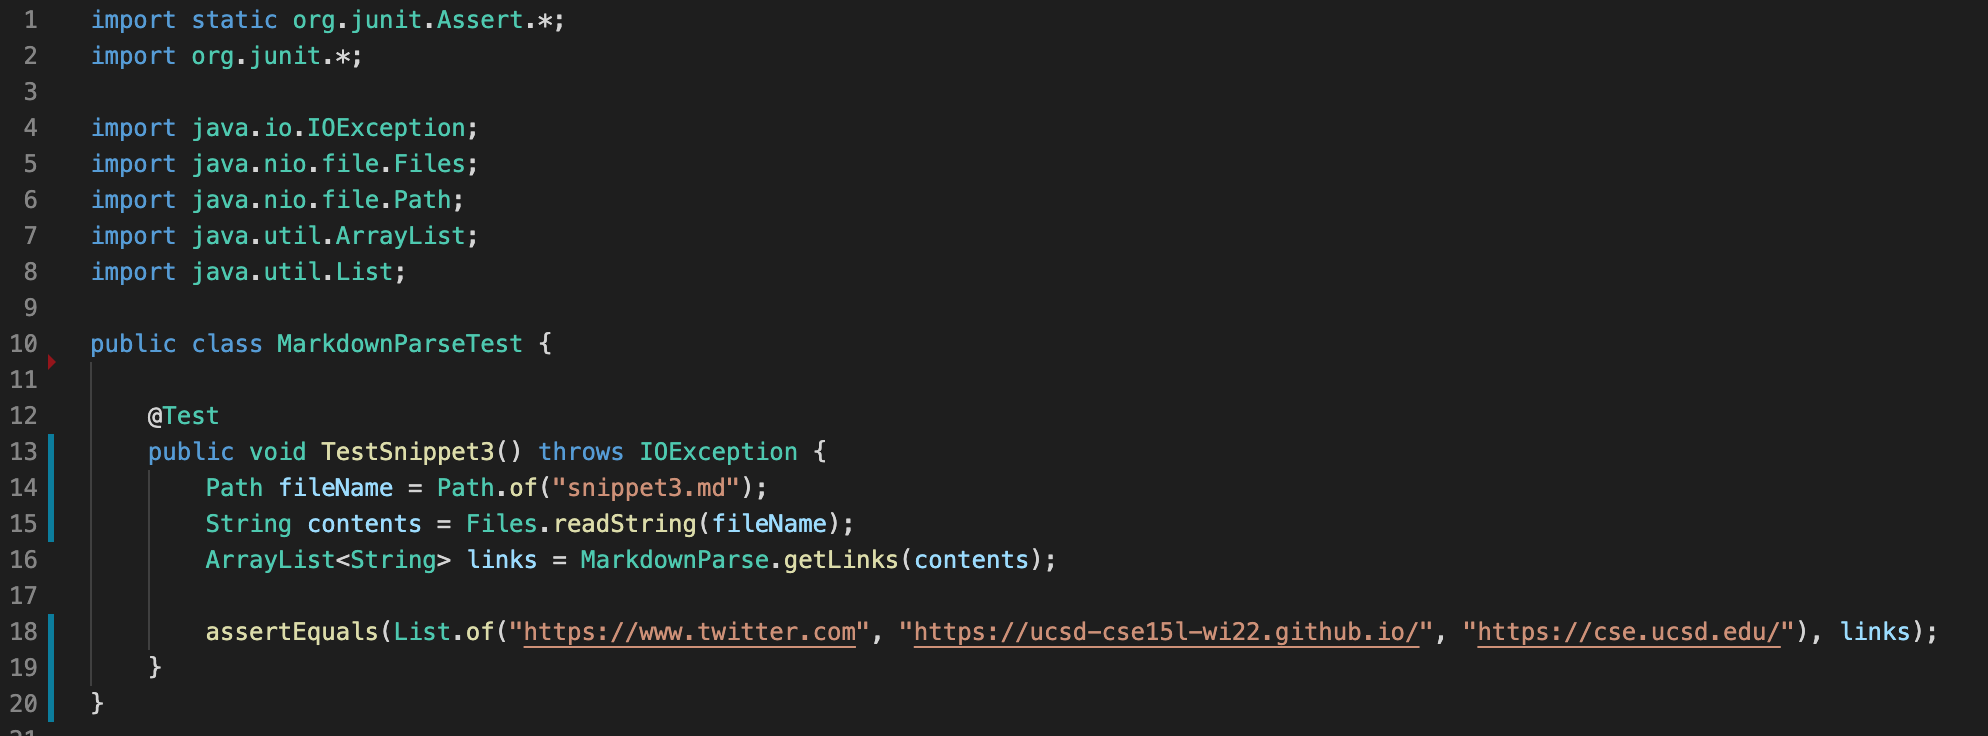 1 import static org.junit.Assert.*;
2 import org.junit.*;
3
4 import java.io.IOException;
5 import java.nio.file.Files;
6 import java.nio.file.Path;
7 import java.util.ArrayList;
8 import java.util.List;
9
10 public class MarkdownParseTest {
11
12     @Test
13     public void TestSnippet3() throws IOException {
14         Path fileName = Path.of("snippet3.md");
15         String contents = Files.readString(fileName);
16         ArrayList<String> links = MarkdownParse.getLinks(contents);
17
18         assertEquals(List.of("https://www.twitter.com", "https://ucsd-cse15l-wi22.github.io/", "https://cse.ucsd.edu/"), links);
19     }
20 }
21